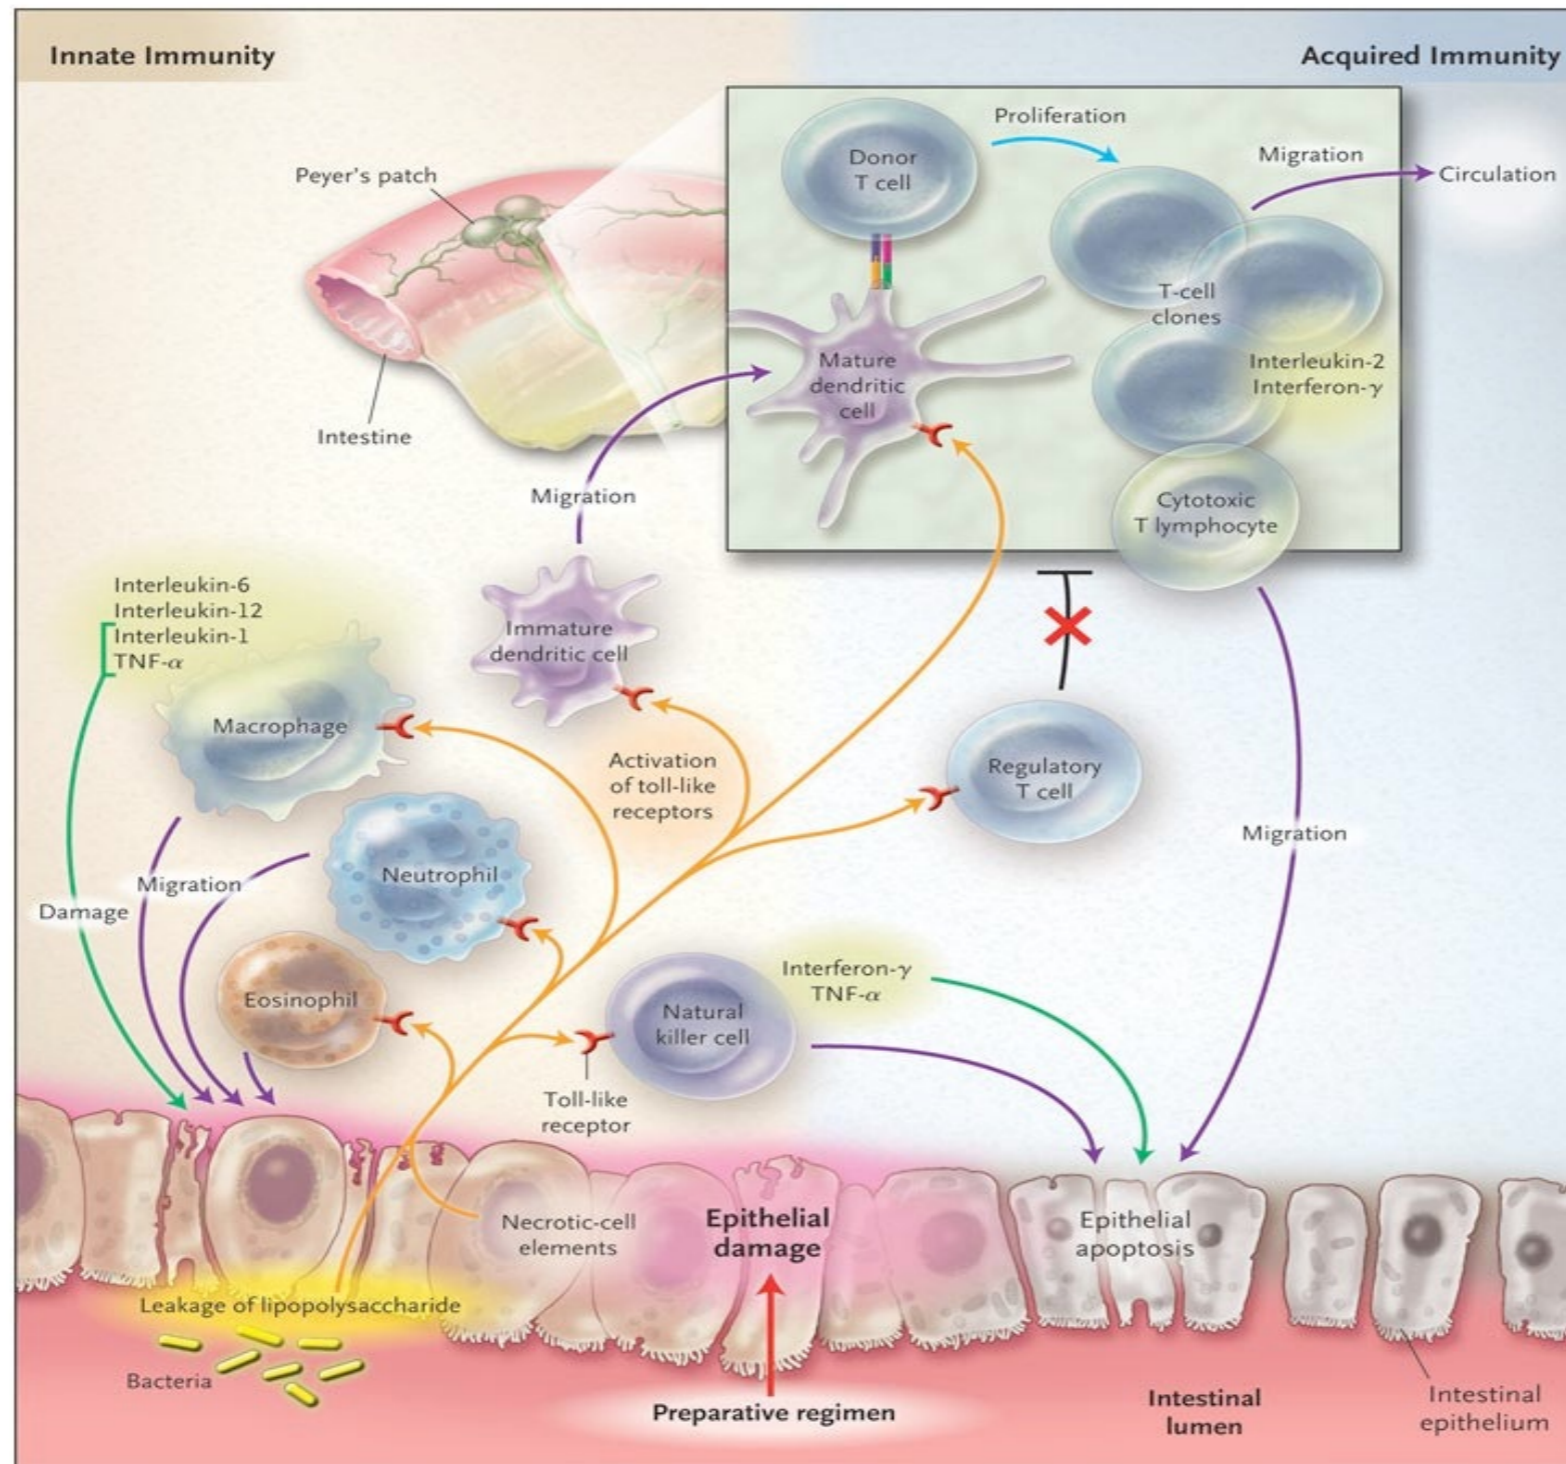 Innate Immunity
Acquired Immunity
Proliferation
Donor
T cell
Migration
Circulation
Peyer's patch
T-cell
clones
Mature
dendritic
cell
Interleukin-2
Interferon-γ
Intestine
Migration
Cytotoxic
T lymphocyte
Interleukin-6
Interleukin-12
Interleukin-1
TNF-α
Immature
dendritic cell
Macrophage
Activation
of toll-like
receptors
Regulatory
T cell
Migration
Neutrophil
Migration
Damage
Eosinophil
Interferon-γ
TNF-α
Natural
killer cell
Toll-like
receptor
Necrotic-cell
elements
Epithelial
damage
Epithelial
apoptosis
Leakage of lipopolysaccharide
Bacteria
Preparative regimen
Intestinal
lumen
Intestinal
epithelium